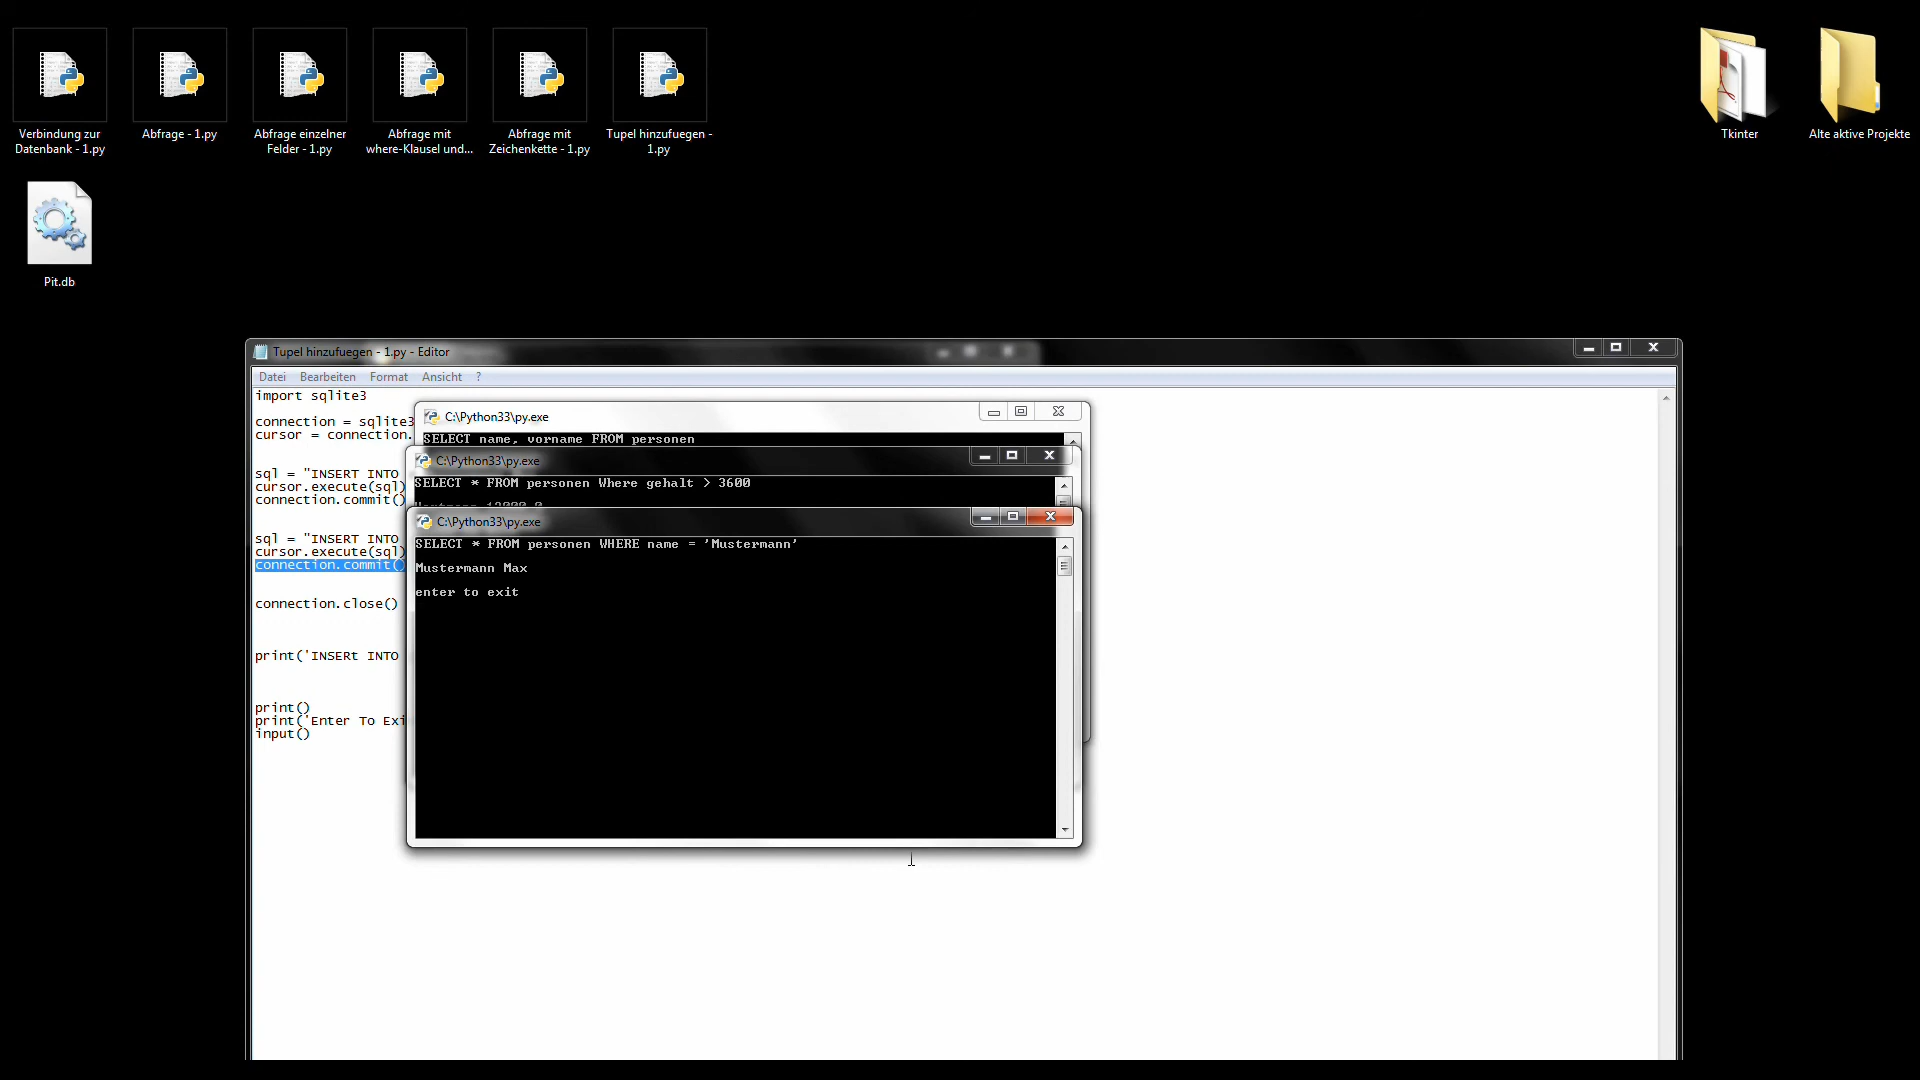 Verbindung zur
Datenbank - 1.py
Abfrage - 1.py
Abfrage einzelner
Felder - 1.py
Abfrage mit
where-Klausel und...
Abfrage mit
Zeichenkette - 1.py
Tupel hinzufuegen -
1.py
Tkinter
Alte aktive Projekte
Pit.db
Tupel hinzufuegen - 1.py - Editor
Datei Bearbeiten Format Ansicht ?
import sqlite3
connection = sqlite3
cursor = connection.
sql = "INSERT INTO
cursor.execute(sql)
connection.commit()
sql = "INSERT INTO
cursor.execute(sql)
connection.commit()
connection.close()
print('INSERt INTO
print()
print('Enter To Exi
input()
C:\Python33\py.exe
SELECT name, vorname FROM personen
C:\Python33\py.exe
SELECT * FROM personen Where gehalt > 3600
C:\Python33\py.exe
SELECT * FROM personen WHERE name = 'Mustermann'
Mustermann Max
enter to exit